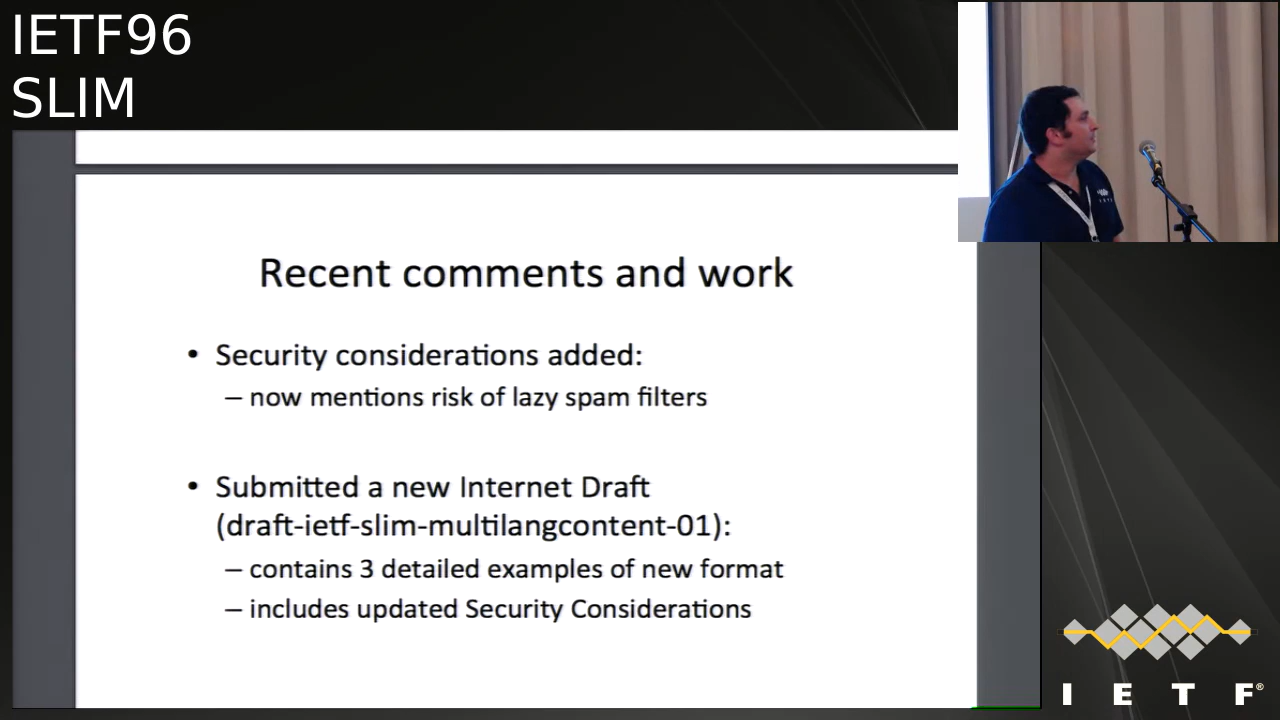 IETF96
SLIM
Recent comments and work
• Security considerations added:
– now mentions risk of lazy spam filters
• Submitted a new Internet Draft
(draft-ietf-slim-multilangcontent-01):
– contains 3 detailed examples of new format
– includes updated Security Considerations
I E T F®